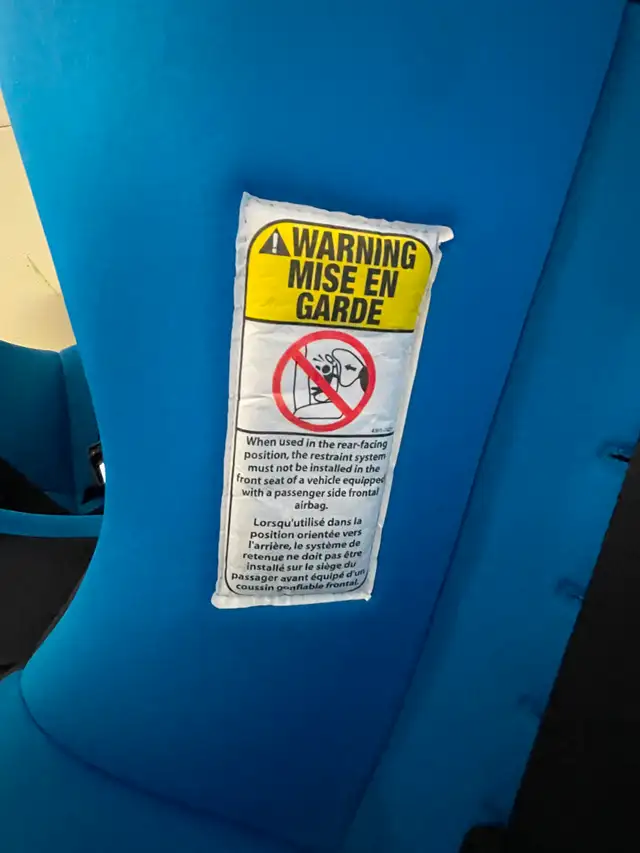 WARNING
MISE EN
GARDE
When used in the rear-facing
position, the restraint system
must not be installed in the
front seat of a vehicle equipped
with a passenger side frontal
airbag.
Lorsqu'utilisé dans la
position orientée vers
l'arrière, le système de
retenue ne doit pas être
installé sur le siège du
passager avant équipé d'un
coussin gonflable frontal.